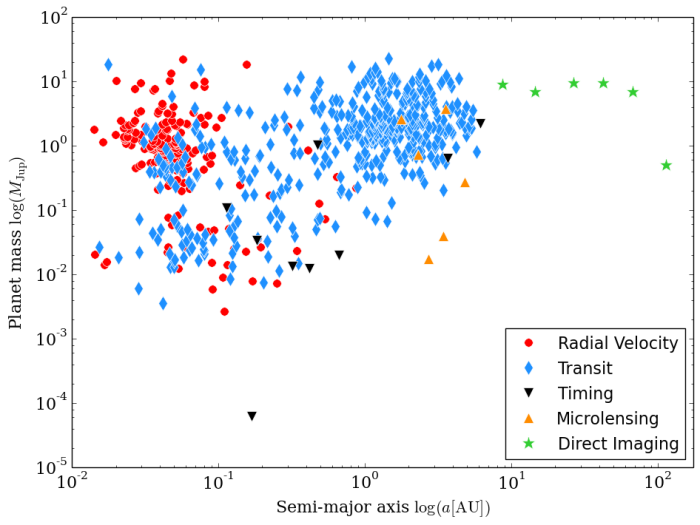 10^2
10^1
10^0
10^-1
10^-2
10^-3
10^-4
10^-5
Planet mass log(M_Jup)
10^-2 10^-1 10^0 10^1 10^2
Semi-major axis log(a[AU])
Radial Velocity
Transit
Timing
Microlensing
Direct Imaging